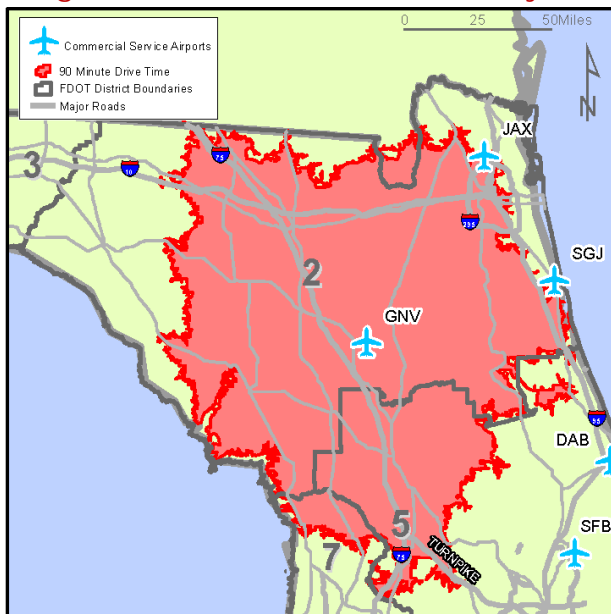 0 25 50Miles
Commercial Service Airports
90 Minute Drive Time
FDOT District Boundaries
Major Roads
N
JAX
75
3
10
295
SGJ
2
GNV
95
DAB
5
SFB
TURNPIKE
7
75